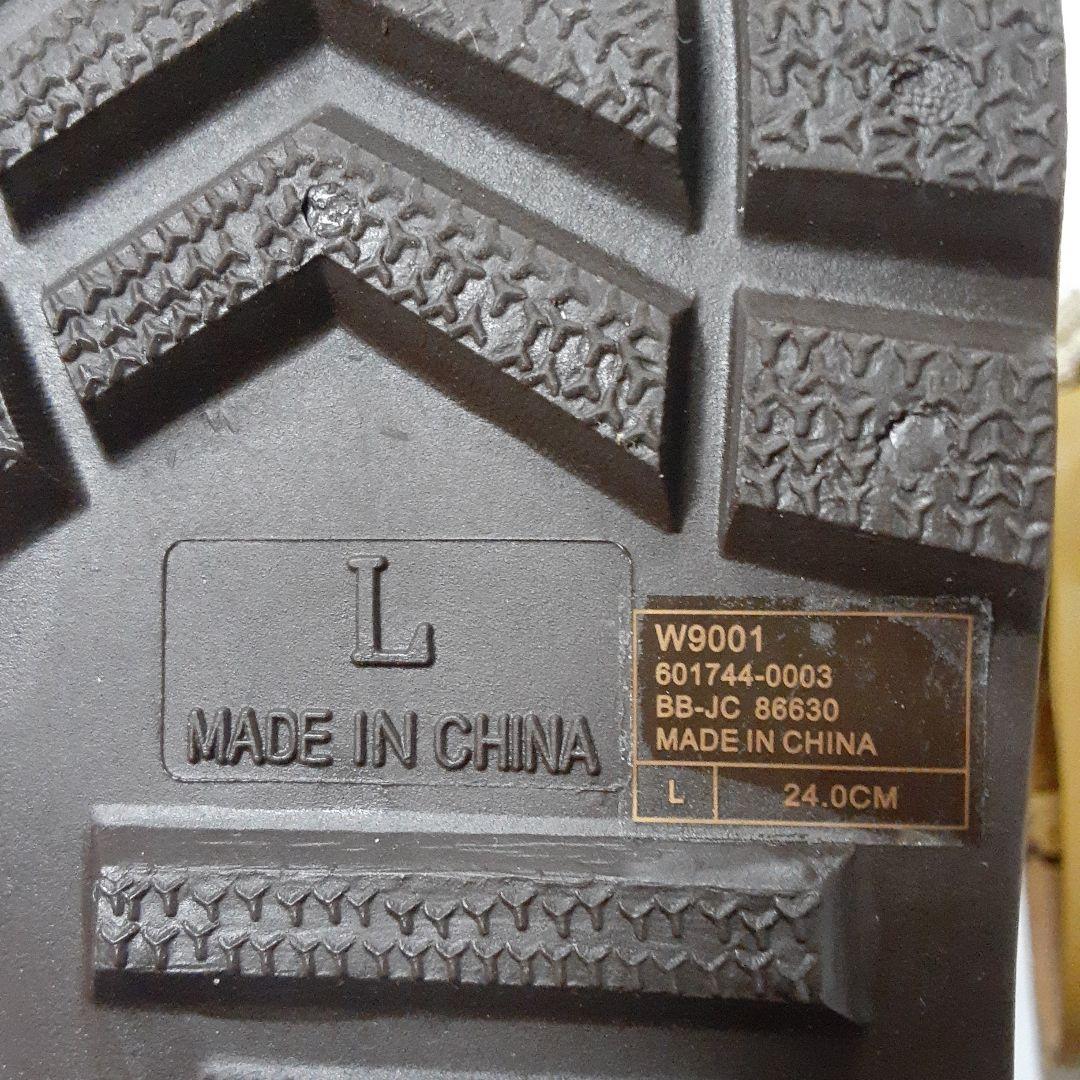 L
MADE IN CHINA
W9001
601744-0003
BB-JC 86630
MADE IN CHINA
L 24.0CM